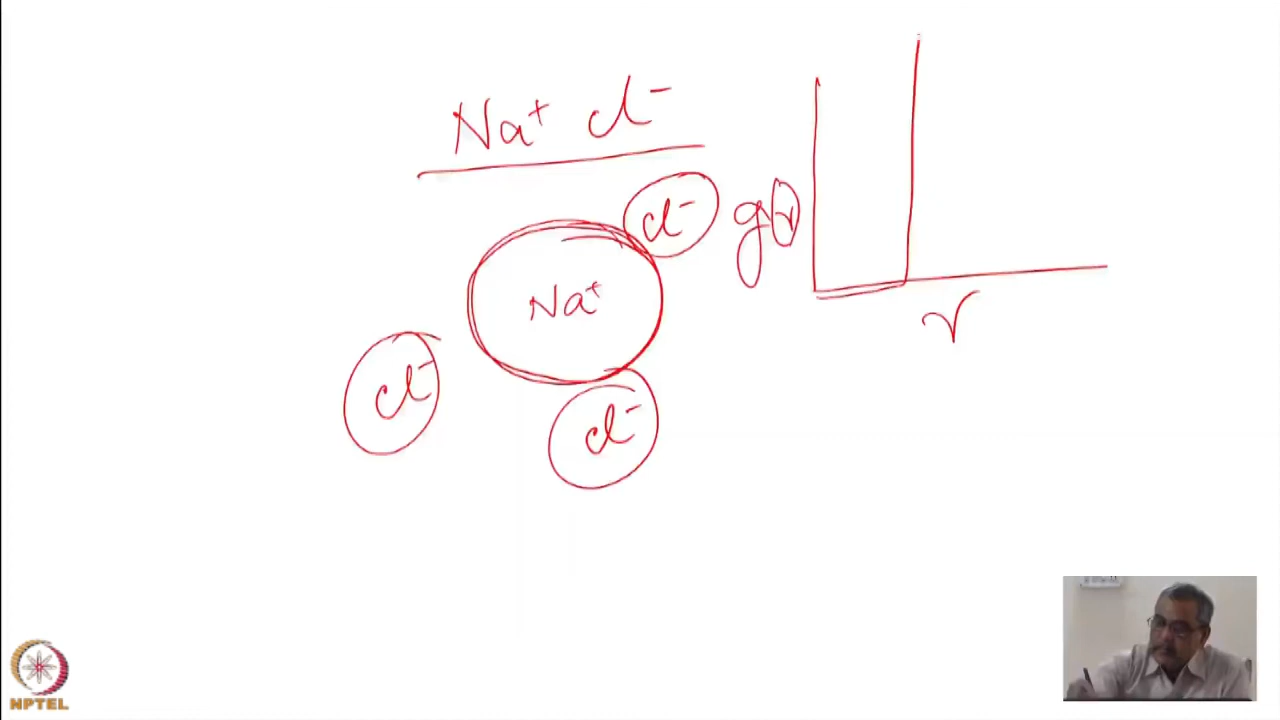 Na⁺ Cl⁻
Cl⁻
g(r)
Na⁺
r
Cl⁻
Cl⁻
NPTEL